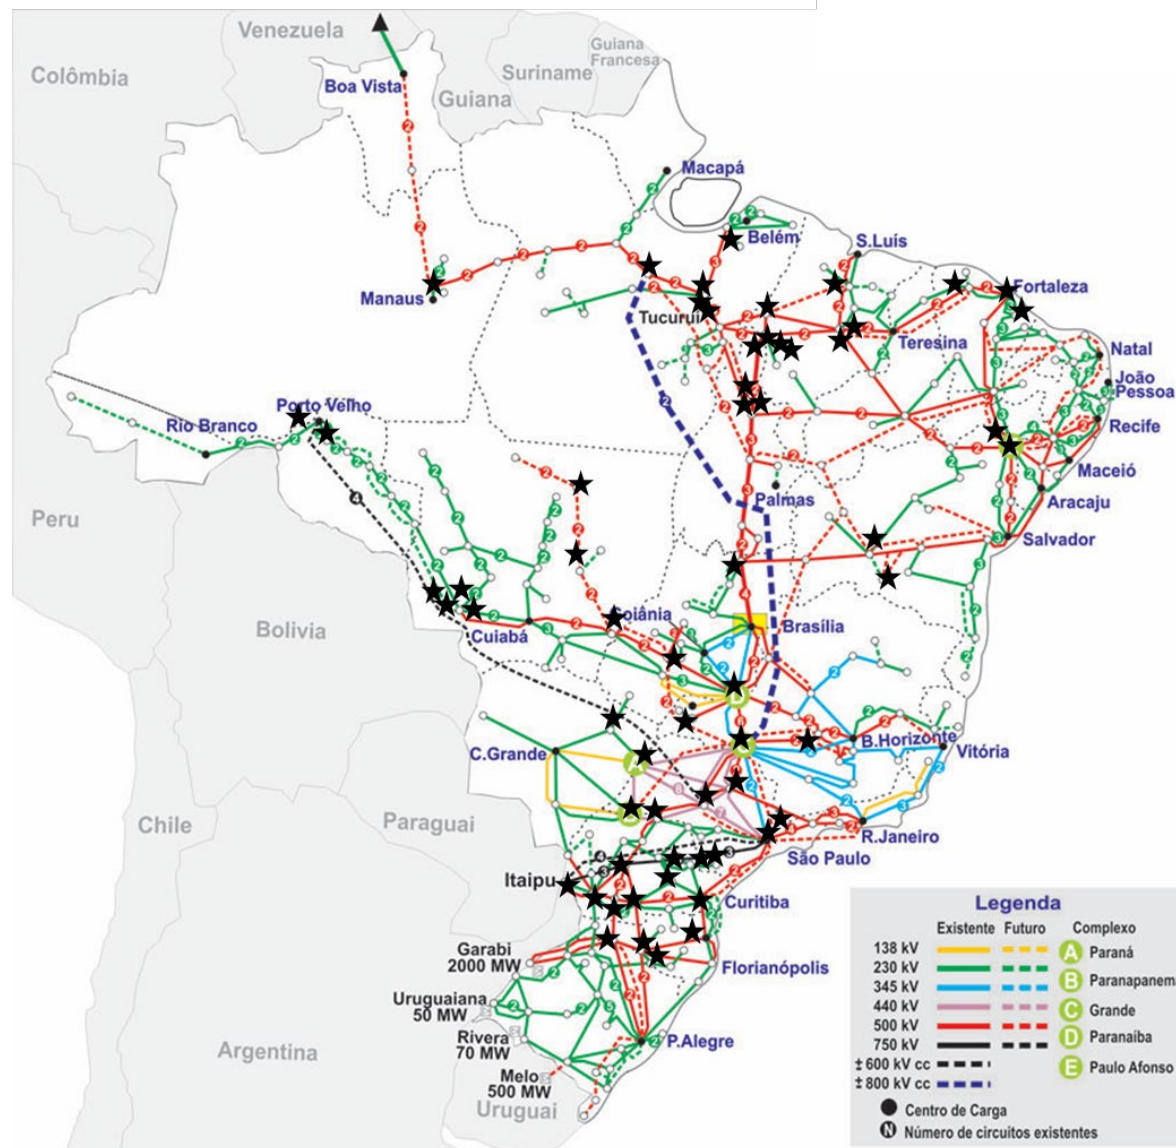 Venezuela
Guiana
Francesa
Colômbia
Suriname
Boa Vista
Guiana
Macapá
Belém
S.Luís
Manaus
Fortaleza
Tucuruí
Teresina
Natal
João
Pessoa
Porto Velho
Rio Branco
Recife
Maceió
Palmas
Aracaju
Peru
Salvador
Goiânia
Bolivia
Cuiabá
Brasília
C.Grande
B.Horizonte
Vitória
Chile
Paraguai
R.Janeiro
São Paulo
Itaipu
Curitiba
Garabi
2000 MW
Florianópolis
Uruguaiana
50 MW
Rivera
70 MW
P.Alegre
Argentina
Melo
500 MW
Uruguai
Legenda
Existente Futuro Complexo
138 kV A Paraná
230 kV B Paranapanema
345 kV C Grande
440 kV D Paranaíba
500 kV E Paulo Afonso
750 kV
± 600 kV cc
± 800 kV cc
Centro de Carga
N Número de circuitos existentes